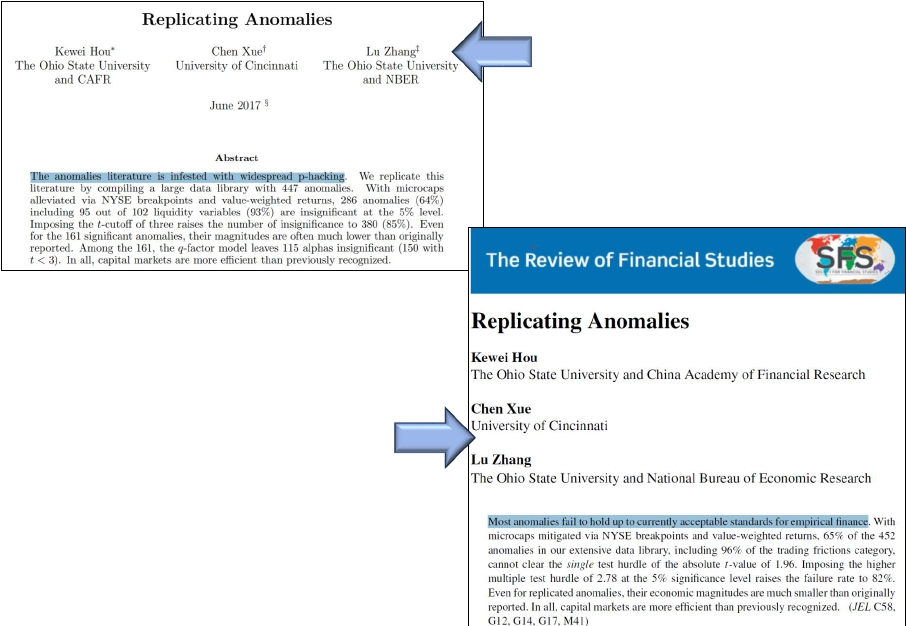 Replicating Anomalies
Kewei Hou* Chen Xue† Lu Zhang‡
The Ohio State University University of Cincinnati The Ohio State University
and CAFR and NBER
June 2017 §
Abstract
The anomalies literature is infested with widespread p-hacking. We replicate this
literature by compiling a large data library with 447 anomalies. With microcaps
alleviated via NYSE breakpoints and value-weighted returns, 286 anomalies (64%)
including 95 out of 102 liquidity variables (93%) are insignificant at the 5% level.
Imposing the t-cutoff of three raises the number of insignificance to 380 (85%). Even
for the 161 significant anomalies, their magnitudes are often much lower than originally
reported. Among the 161, the q-factor model leaves 115 alphas insignificant (150 with
t < 3). In all, capital markets are more efficient than previously recognized.
The Review of Financial Studies
SFS
Replicating Anomalies
Kewei Hou
The Ohio State University and China Academy of Financial Research
Chen Xue
University of Cincinnati
Lu Zhang
The Ohio State University and National Bureau of Economic Research
Most anomalies fail to hold up to currently acceptable standards for empirical finance. With
microcaps mitigated via NYSE breakpoints and value-weighted returns, 65% of the 452
anomalies in our extensive data library, including 96% of the trading frictions category,
cannot clear the single test hurdle of the absolute t-value of 1.96. Imposing the higher
multiple test hurdle of 2.78 at the 5% significance level raises the failure rate to 82%.
Even for replicated anomalies, their economic magnitudes are much smaller than originally
reported. In all, capital markets are more efficient than previously recognized. (JEL C58,
G12, G14, G17, M41)